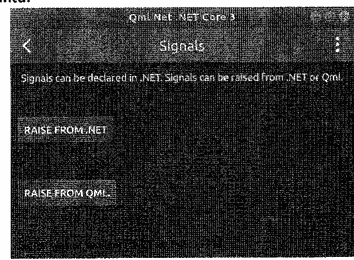 Qml.Net .NET Core 3
Signals
Signals can be declared in .NET. Signals can be raised from .NET or Qml.
RAISE FROM .NET
RAISE FROM QML.